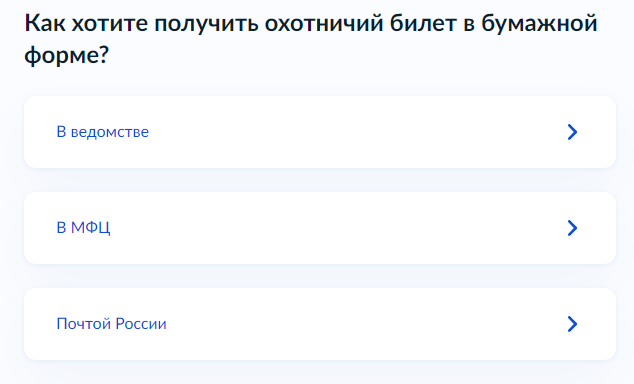 Как хотите получить охотничий билет в бумажной
форме?
В ведомстве
В МФЦ
Почтой России